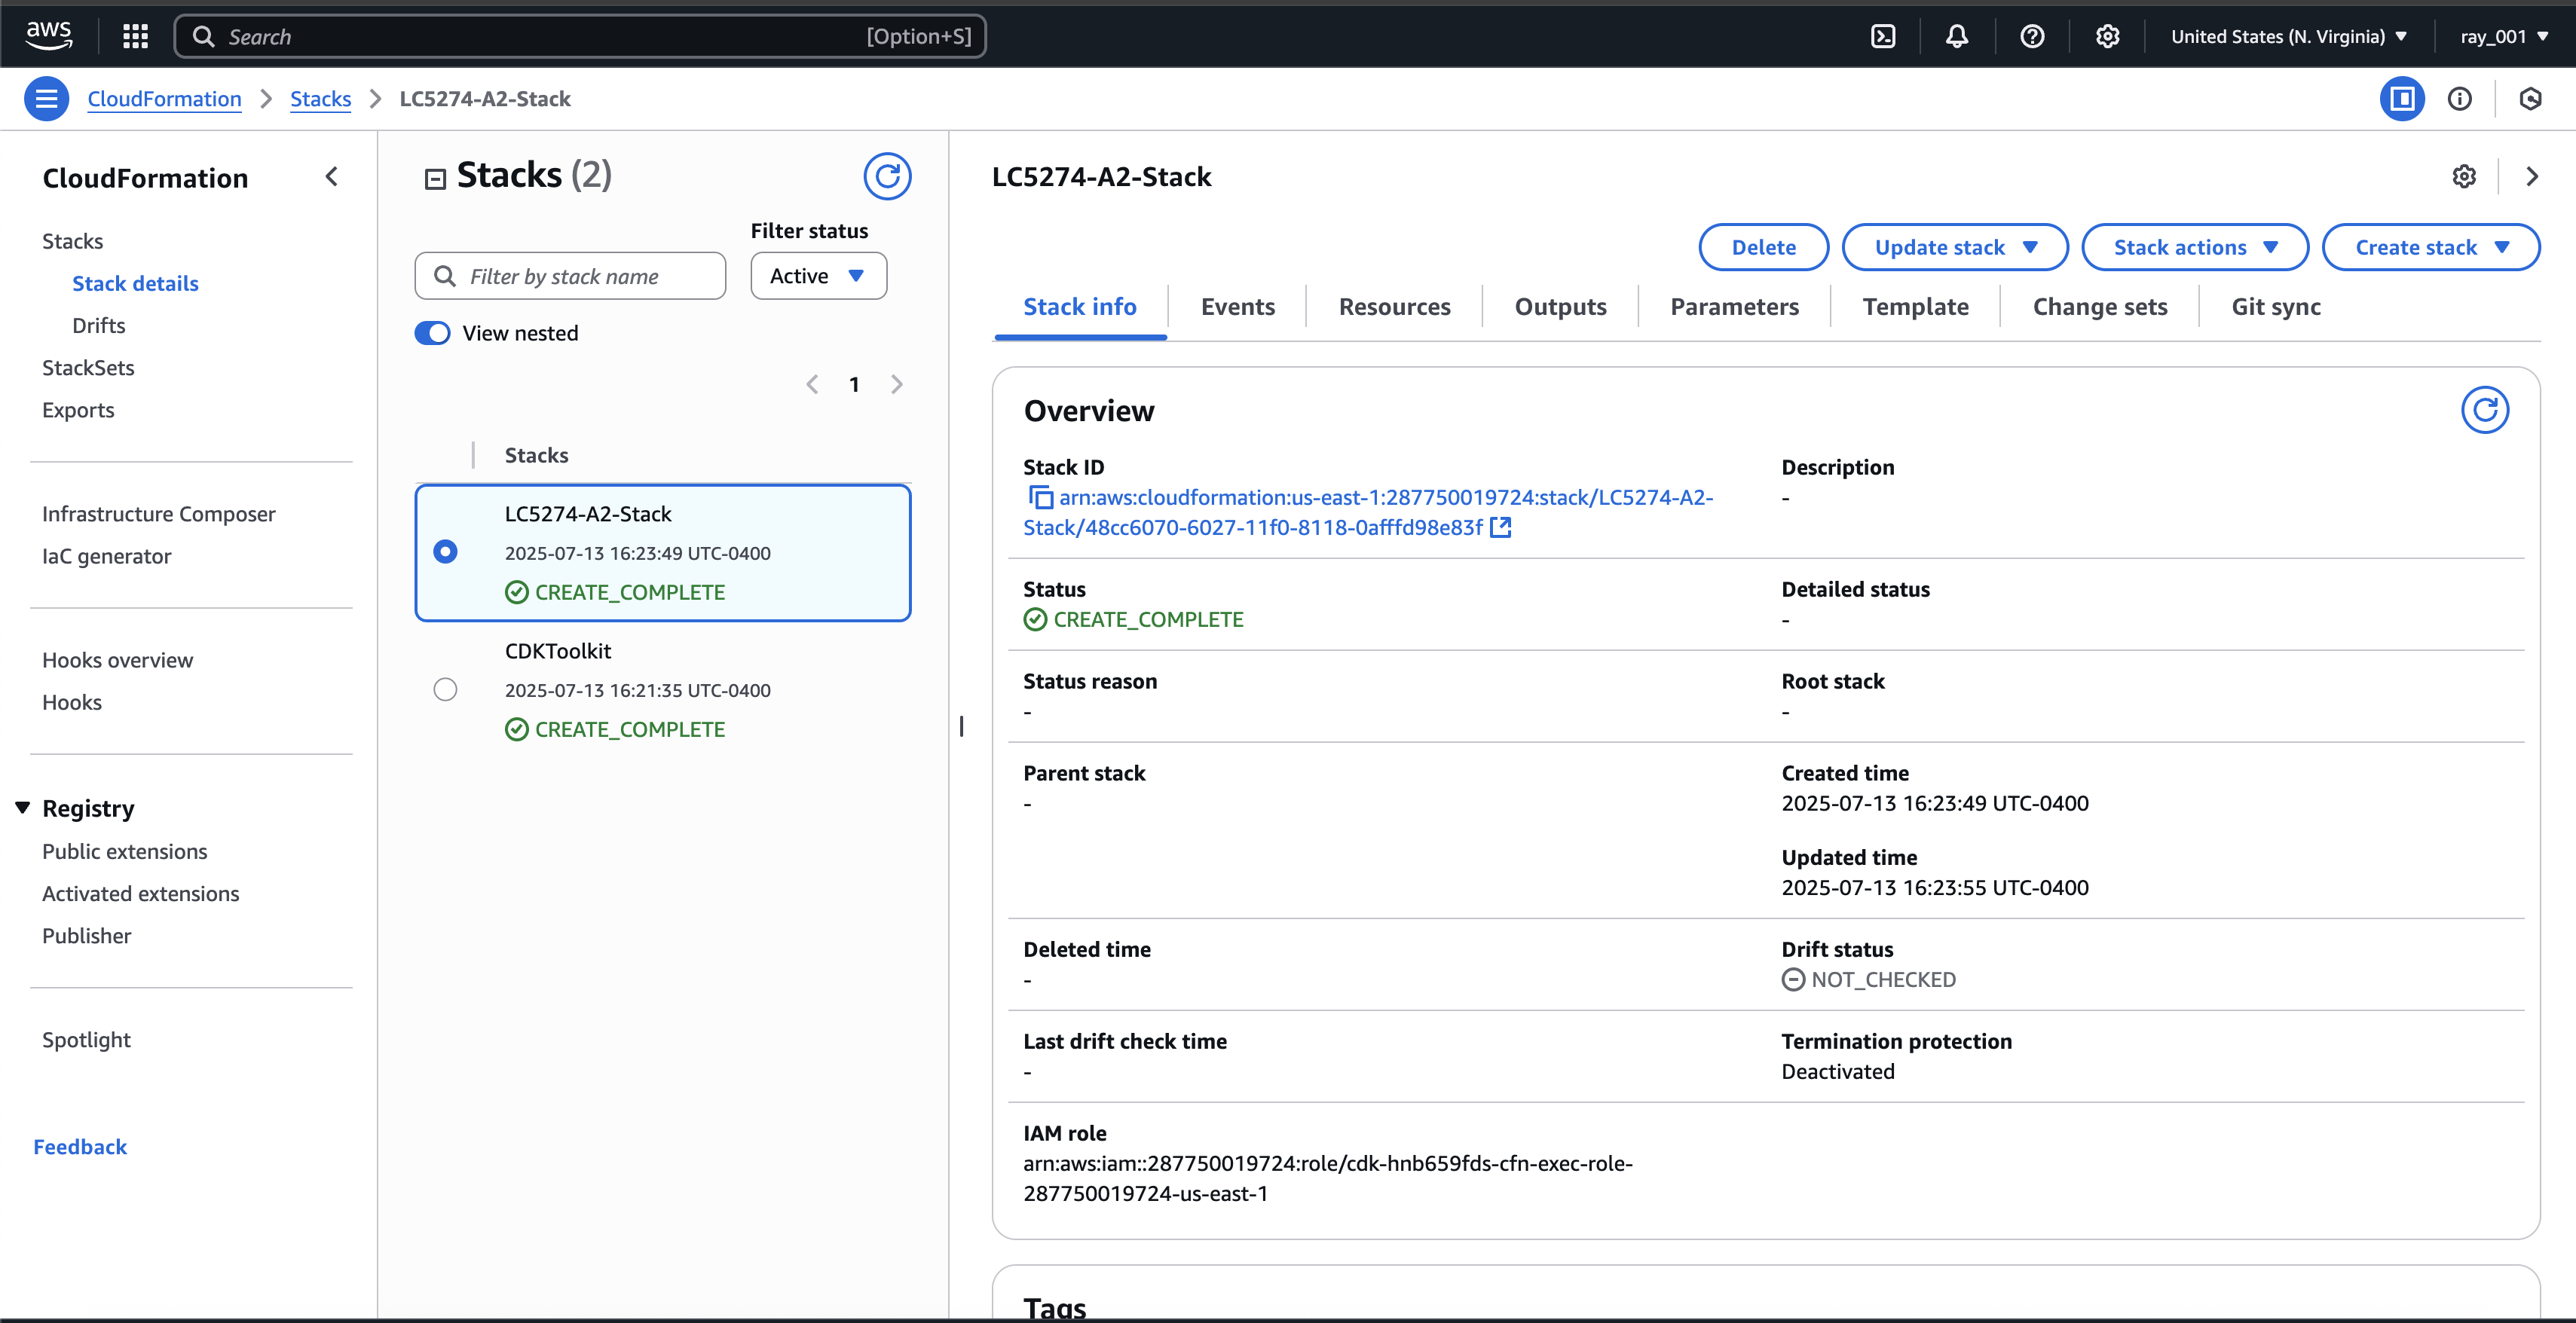 aws
Search [Option+S]
United States (N. Virginia)
ray_001
CloudFormation
Stacks
LC5274-A2-Stack
CloudFormation
Stacks
Stack details
Drifts
StackSets
Exports
Infrastructure Composer
IaC generator
Hooks overview
Hooks
Registry
Public extensions
Activated extensions
Publisher
Spotlight
Feedback
Stacks (2)
Filter status
Filter by stack name
Active
View nested
1
Stacks
LC5274-A2-Stack
2025-07-13 16:23:49 UTC-0400
CREATE_COMPLETE
CDKToolkit
2025-07-13 16:21:35 UTC-0400
CREATE_COMPLETE
LC5274-A2-Stack
Delete
Update stack
Stack actions
Create stack
Stack info
Events
Resources
Outputs
Parameters
Template
Change sets
Git sync
Overview
Stack ID
arn:aws:cloudformation:us-east-1:287750019724:stack/LC5274-A2-
Stack/48cc6070-6027-11f0-8118-0afffd98e83f
Description
-
Status
CREATE_COMPLETE
Detailed status
-
Status reason
-
Root stack
-
Parent stack
-
Created time
2025-07-13 16:23:49 UTC-0400
Updated time
2025-07-13 16:23:55 UTC-0400
Deleted time
-
Drift status
NOT_CHECKED
Last drift check time
-
Termination protection
Deactivated
IAM role
arn:aws:iam::287750019724:role/cdk-hnb659fds-cfn-exec-role-
287750019724-us-east-1
Tags